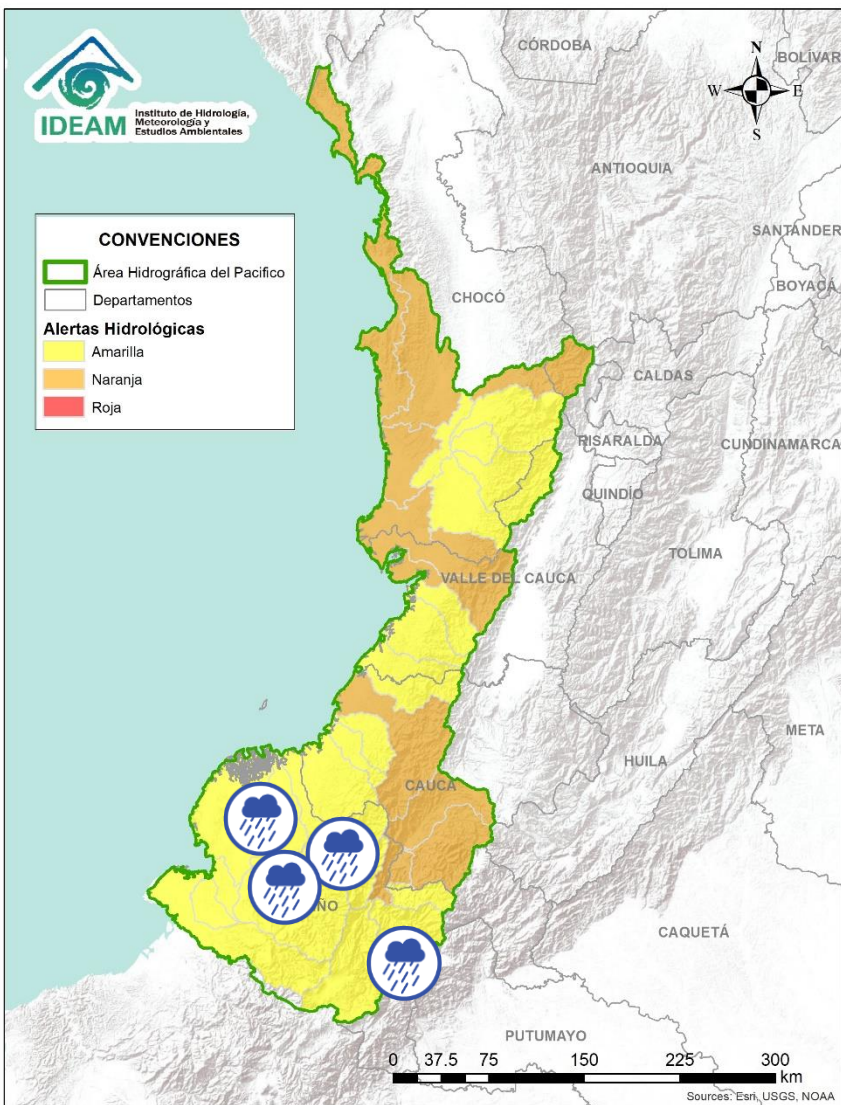 IDEAM
Instituto de Hidrología,
Meteorología y
Estudios Ambientales
N
W
E
S
CÓRDOBA
BOLÍVAR
ANTIOQUIA
SANTANDER
BOYACÁ
CHOCÓ
CALDAS
RISARALDA
CUNDINAMARCA
QUINDÍO
TOLIMA
VALLE DEL CAUCA
META
HUILA
CAUCA
ÑO
CAQUETÁ
PUTUMAYO
CONVENCIONES
Área Hidrográfica del Pacifico
Departamentos
Alertas Hidrológicas
Amarilla
Naranja
Roja
0 37.5 75 150 225 300
km
Sources: Esri, USGS, NOAA